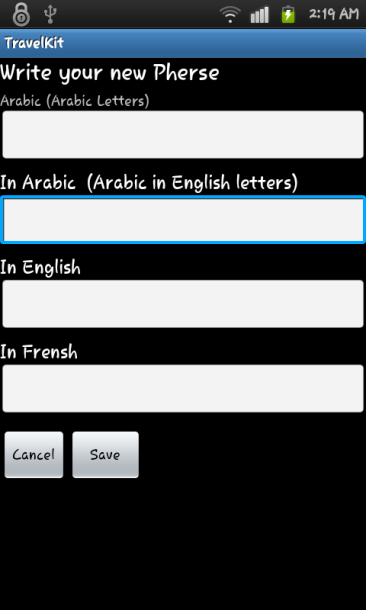 2:19 AM
TravelKit
Write your new Pherse
Arabic (Arabic Letters)
In Arabic (Arabic in English letters)
In English
In Frensh
Cancel Save